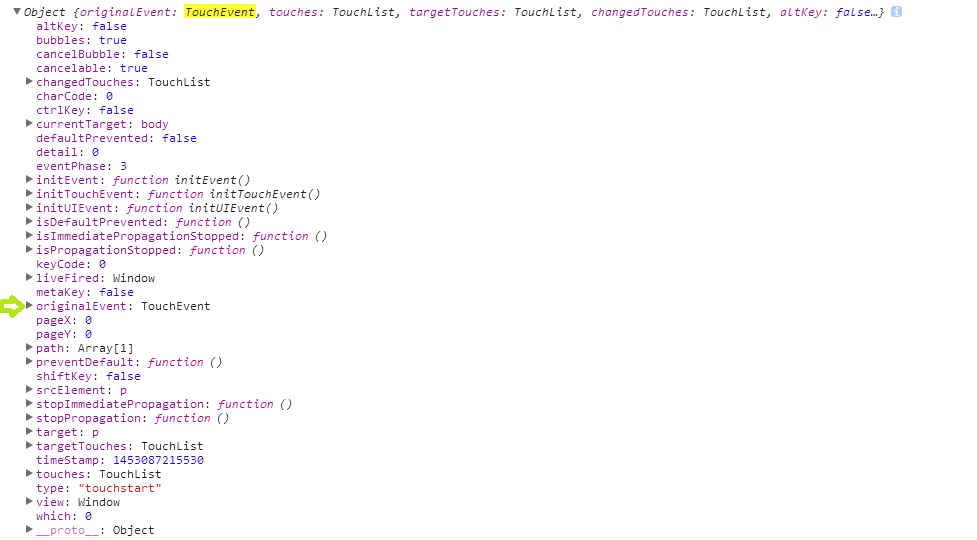 Object {originalEvent: TouchEvent, touches: TouchList, targetTouches: TouchList, changedTouches: TouchList, altKey: false…} i
altKey: false
bubbles: true
cancelBubble: false
cancelable: true
changedTouches: TouchList
charCode: 0
ctrlKey: false
currentTarget: body
defaultPrevented: false
detail: 0
eventPhase: 3
initEvent: function initEvent()
initTouchEvent: function initTouchEvent()
initUIEvent: function initUIEvent()
isDefaultPrevented: function ()
isImmediatePropagationStopped: function ()
isPropagationStopped: function ()
keyCode: 0
liveFired: Window
metaKey: false
originalEvent: TouchEvent
pageX: 0
pageY: 0
path: Array[1]
preventDefault: function ()
shiftKey: false
srcElement: p
stopImmediatePropagation: function ()
stopPropagation: function ()
target: p
targetTouches: TouchList
timeStamp: 1453087215530
touches: TouchList
type: "touchstart"
view: Window
which: 0
__proto__: Object